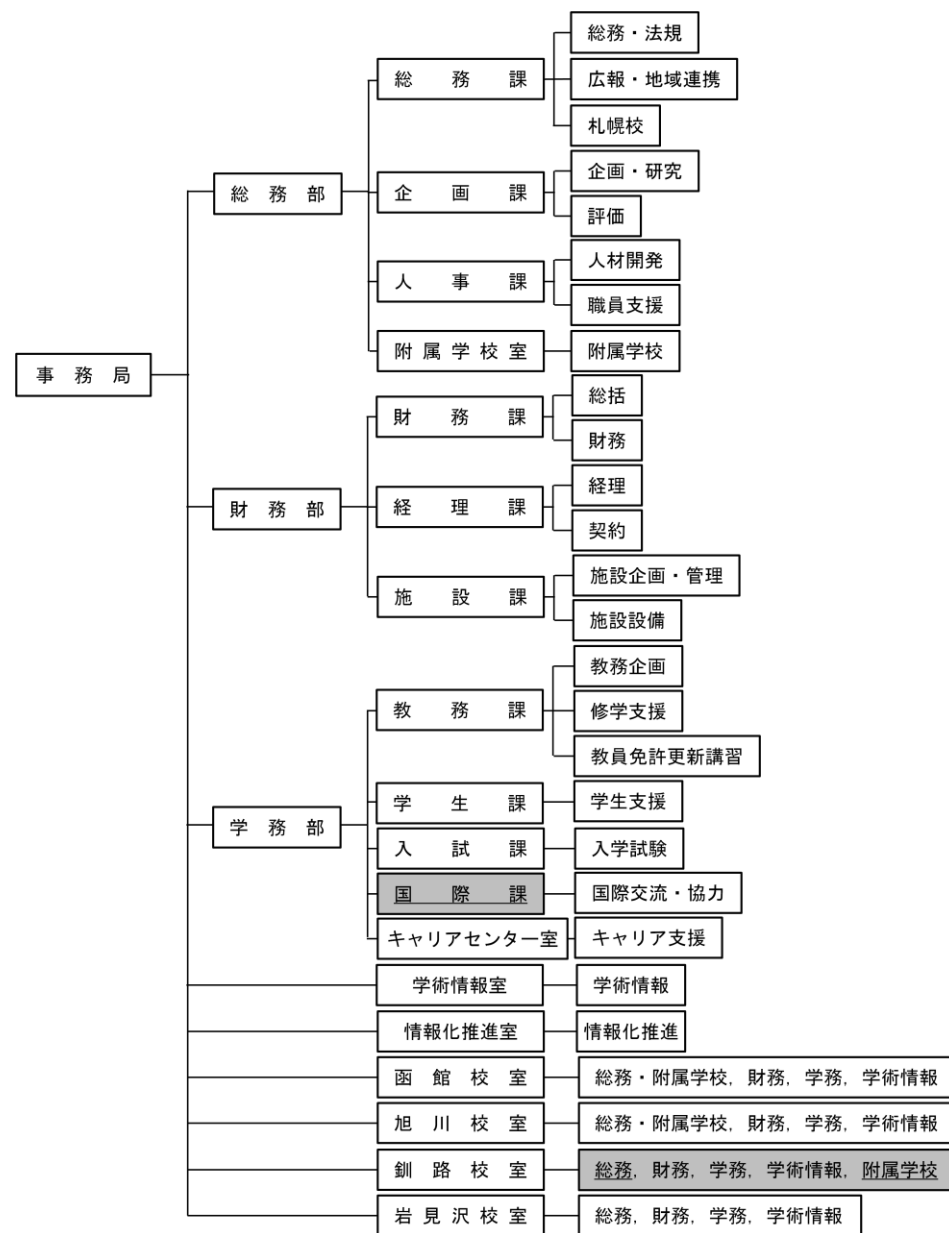 事務局
総務部
総務課
総務・法規
広報・地域連携
札幌校
企画課
企画・研究
評価
人事課
人材開発
職員支援
附属学校室
附属学校
財務部
財務課
総括
財務
経理課
経理
契約
施設課
施設企画・管理
施設設備
学務部
教務課
教務企画
修学支援
教員免許更新講習
学生課
学生支援
入試課
入学試験
国際課
国際交流・協力
キャリアセンター室
キャリア支援
学術情報室
学術情報
情報化推進室
情報化推進
函館校室
総務・附属学校，財務，学務，学術情報
旭川校室
総務・附属学校，財務，学務，学術情報
釧路校室
総務，財務，学務，学術情報，附属学校
岩見沢校室
総務，財務，学務，学術情報